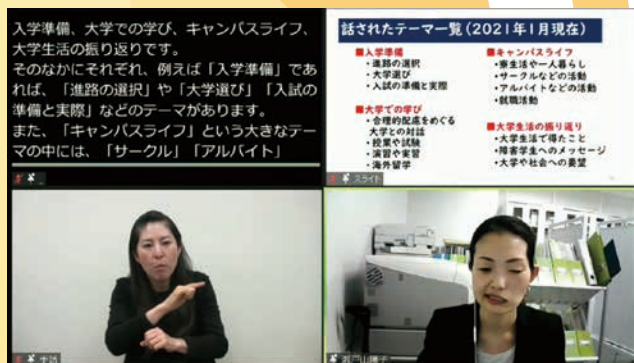 入学準備、大学での学び、キャンパスライフ、
大学生活の振り返りです。
そのなかにそれぞれ、例えば「入学準備」であ
れば、「進路の選択」や「大学選び」「入試の
準備と実際」などのテーマがあります。
また、「キャンパスライフ」という大きなテー
マの中には、「サークル」「アルバイト」
話されたテーマ一覧(2021年1月現在)
■入学準備
・進路の選択
・大学選び
・入試の準備と実際
■大学での学び
・合理的配慮をめぐる
大学との対話
・授業や試験
・演習や実習
・海外留学
■キャンパスライフ
・寮生活や一人暮らし
・サークルなどの活動
・アルバイトなどの活動
・就職活動
■大学生活の振り返り
・大学生活で得たこと
・障害学生へのメッセージ
・大学や社会への要望
スライド
手話
瀬戸山陽子